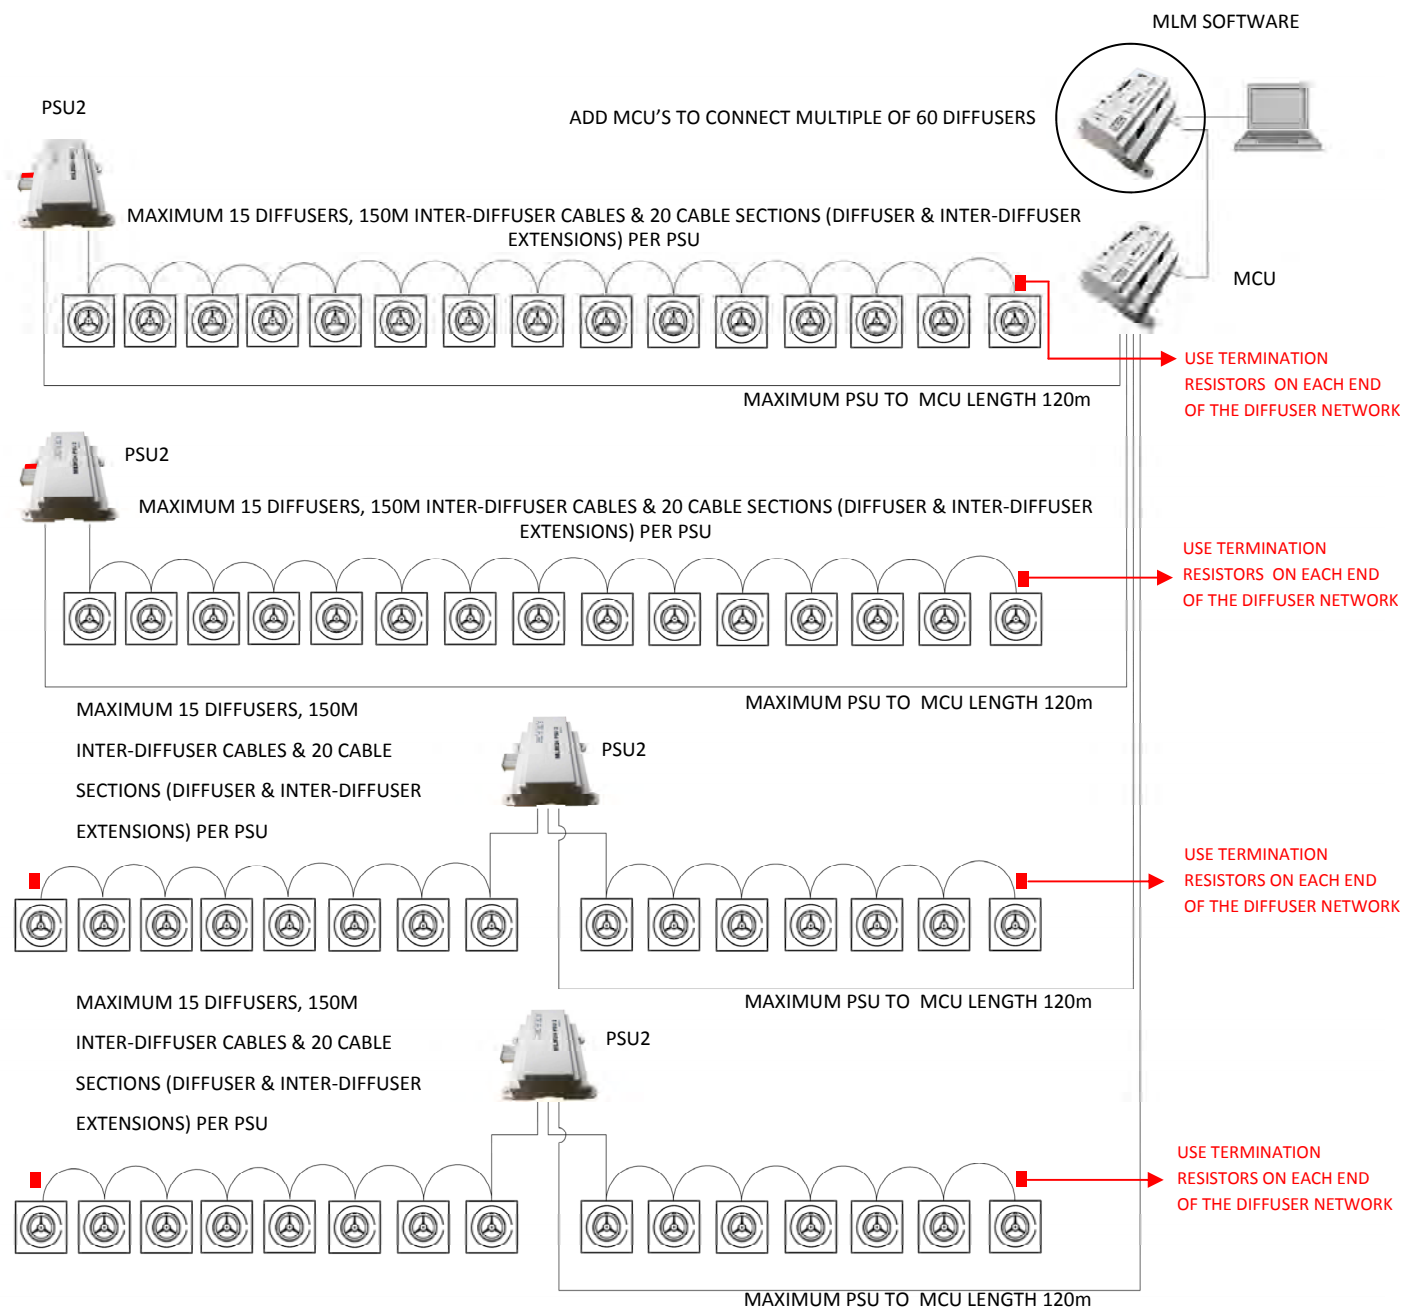 MLM SOFTWARE
PSU2
ADD MCU'S TO CONNECT MULTIPLE OF 60 DIFFUSERS
MAXIMUM 15 DIFFUSERS, 150M INTER-DIFFUSER CABLES & 20 CABLE SECTIONS (DIFFUSER & INTER-DIFFUSER
EXTENSIONS) PER PSU
MCU
USE TERMINATION
RESISTORS ON EACH END
OF THE DIFFUSER NETWORK
MAXIMUM PSU TO MCU LENGTH 120m
PSU2
MAXIMUM 15 DIFFUSERS, 150M INTER-DIFFUSER CABLES & 20 CABLE SECTIONS (DIFFUSER & INTER-DIFFUSER
EXTENSIONS) PER PSU
USE TERMINATION
RESISTORS ON EACH END
OF THE DIFFUSER NETWORK
MAXIMUM PSU TO MCU LENGTH 120m
MAXIMUM 15 DIFFUSERS, 150M
INTER-DIFFUSER CABLES & 20 CABLE
SECTIONS (DIFFUSER & INTER-DIFFUSER
EXTENSIONS) PER PSU
PSU2
USE TERMINATION
RESISTORS ON EACH END
OF THE DIFFUSER NETWORK
MAXIMUM PSU TO MCU LENGTH 120m
MAXIMUM 15 DIFFUSERS, 150M
INTER-DIFFUSER CABLES & 20 CABLE
SECTIONS (DIFFUSER & INTER-DIFFUSER
EXTENSIONS) PER PSU
PSU2
USE TERMINATION
RESISTORS ON EACH END
OF THE DIFFUSER NETWORK
MAXIMUM PSU TO MCU LENGTH 120m